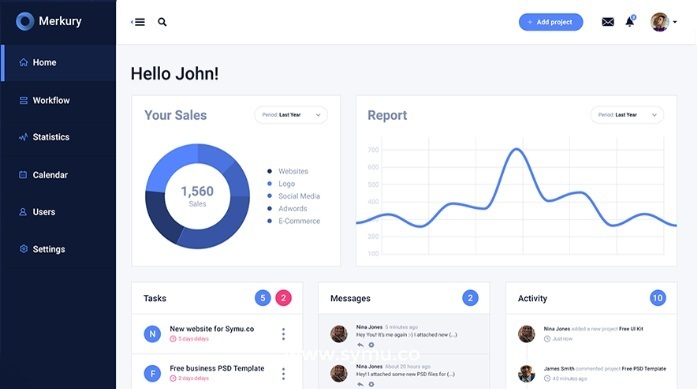 Merkury
+ Add project
Home
Workflow
Statistics
Calendar
Users
Settings
Hello John!
Your Sales
Period: Last Year
1,560
Sales
Websites
Logo
Social Media
Adwords
E-Commerce
Report
Period: Last Year
700
600
500
400
300
200
100
Tasks
5
2
N
New website for Symu.co
5 days delays
F
Free business PSD Template
2 days delays
Messages
2
Nina Jones 5 minutes ago
Hey You! It's me again :-) I attached new (...)
Nina Jones About 20 hours ago
Hey! I attached some new PSD files for (...)
Activity
10
Nina Jones added a new project Free UI Kit
Just now
James Smith commented project Free PSD Template
40 minutes ago
www.symu.co